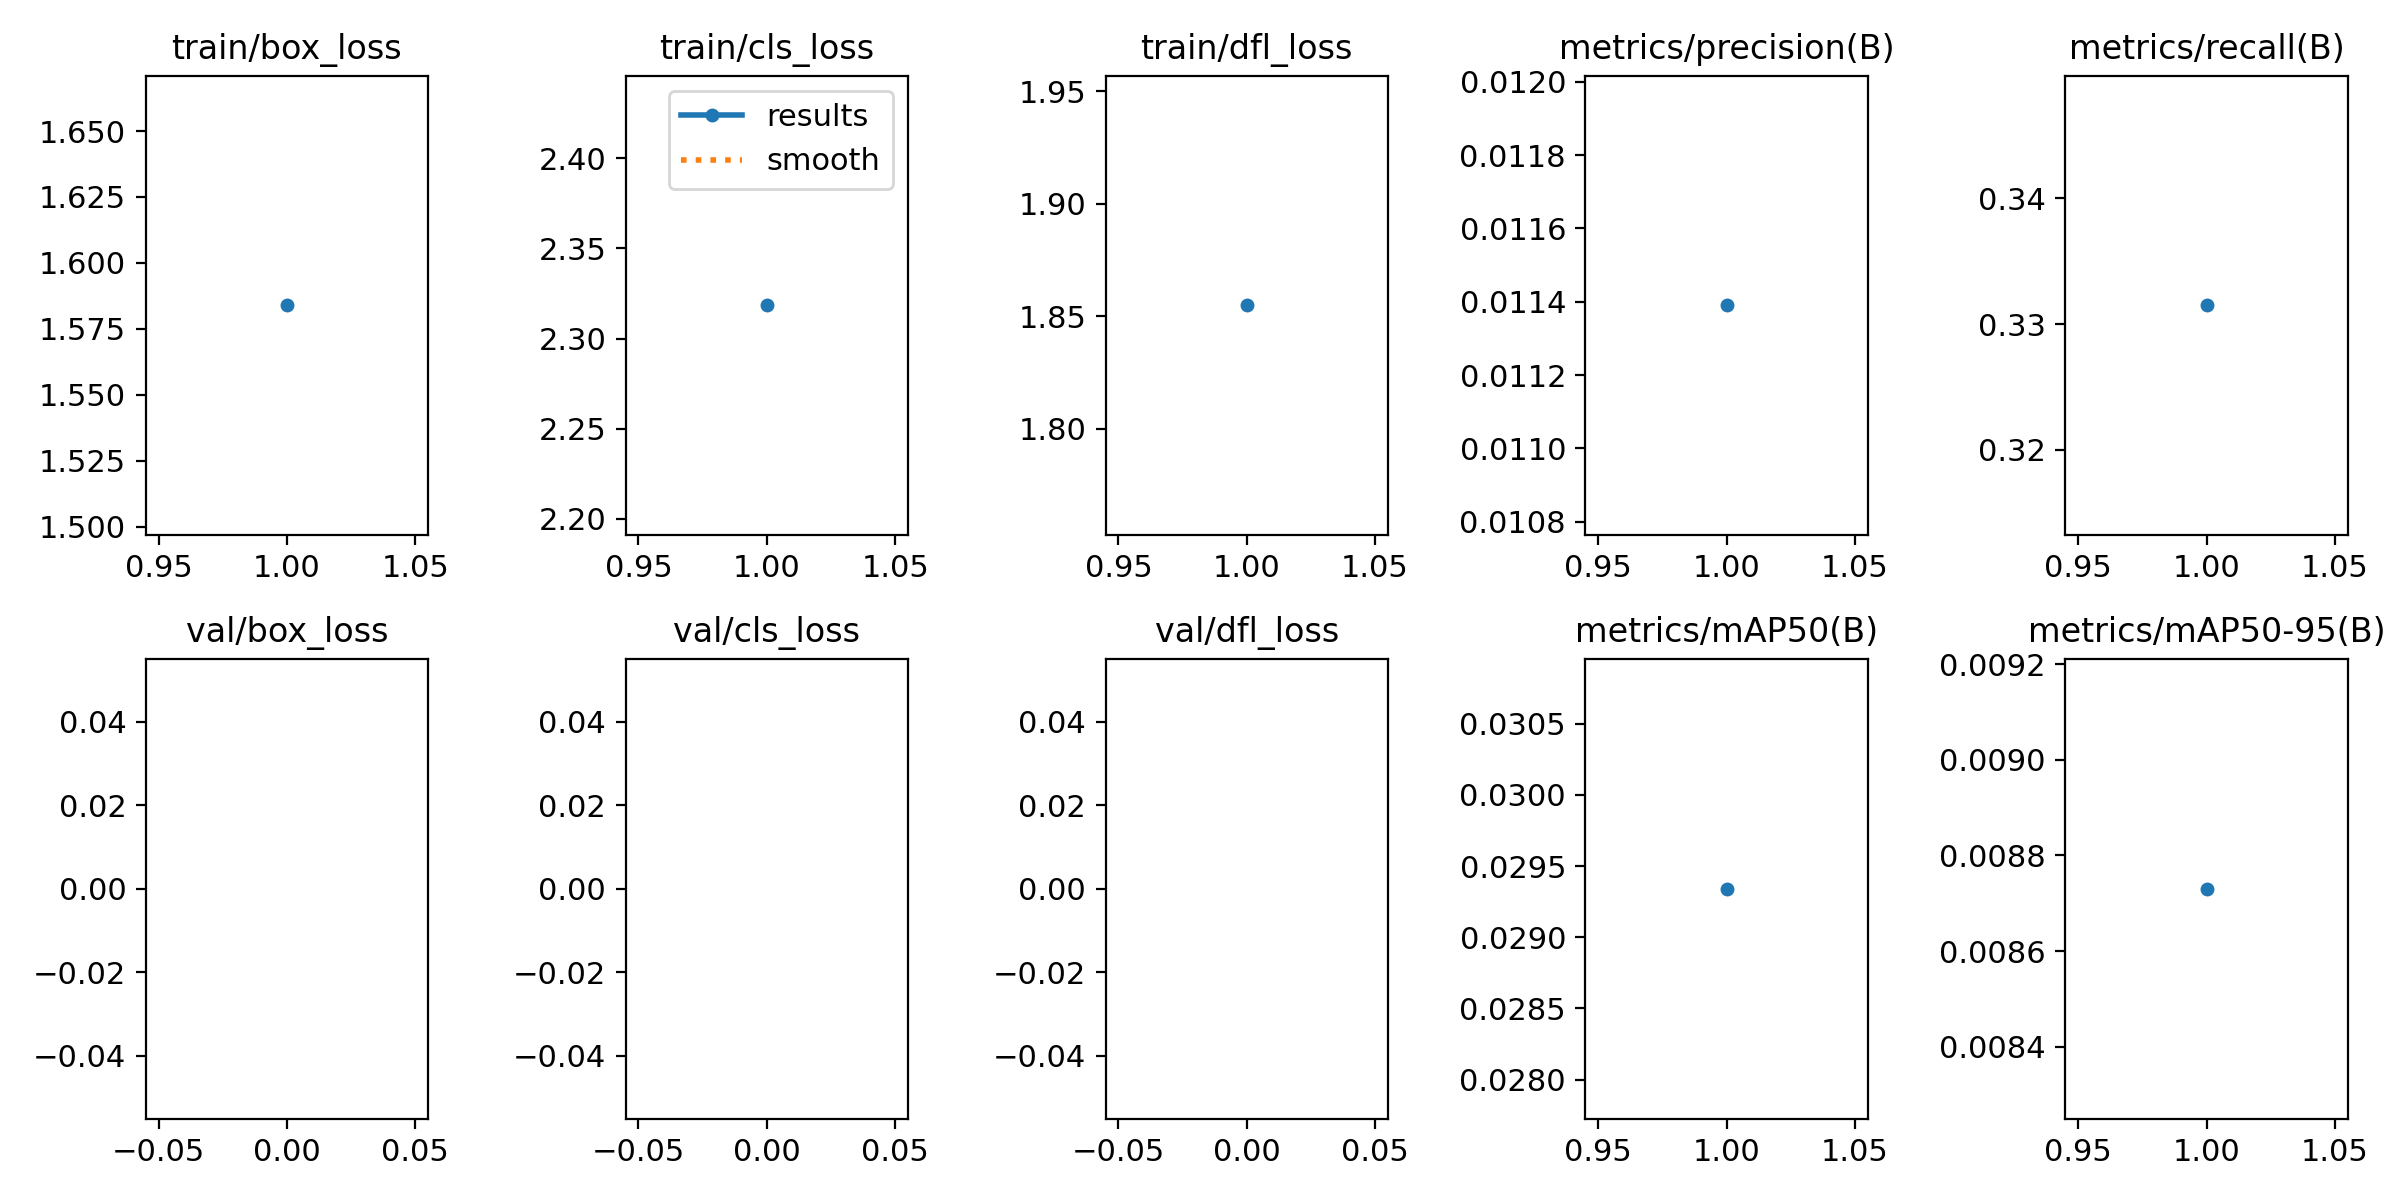 train/box_loss
1.650
1.625
1.600
1.575
1.550
1.525
1.500
0.95 1.00 1.05
train/cls_loss
results
smooth
2.40
2.35
2.30
2.25
2.20
0.95 1.00 1.05
train/dfl_loss
1.95
1.90
1.85
1.80
0.95 1.00 1.05
metrics/precision(B)
0.0120
0.0118
0.0116
0.0114
0.0112
0.0110
0.0108
0.95 1.00 1.05
metrics/recall(B)
0.34
0.33
0.32
0.95 1.00 1.05
val/box_loss
0.04
0.02
0.00
−0.02
−0.04
−0.05 0.00 0.05
val/cls_loss
0.04
0.02
0.00
−0.02
−0.04
−0.05 0.00 0.05
val/dfl_loss
0.04
0.02
0.00
−0.02
−0.04
−0.05 0.00 0.05
metrics/mAP50(B)
0.0305
0.0300
0.0295
0.0290
0.0285
0.0280
0.95 1.00 1.05
metrics/mAP50-95(B)
0.0092
0.0090
0.0088
0.0086
0.0084
0.95 1.00 1.05